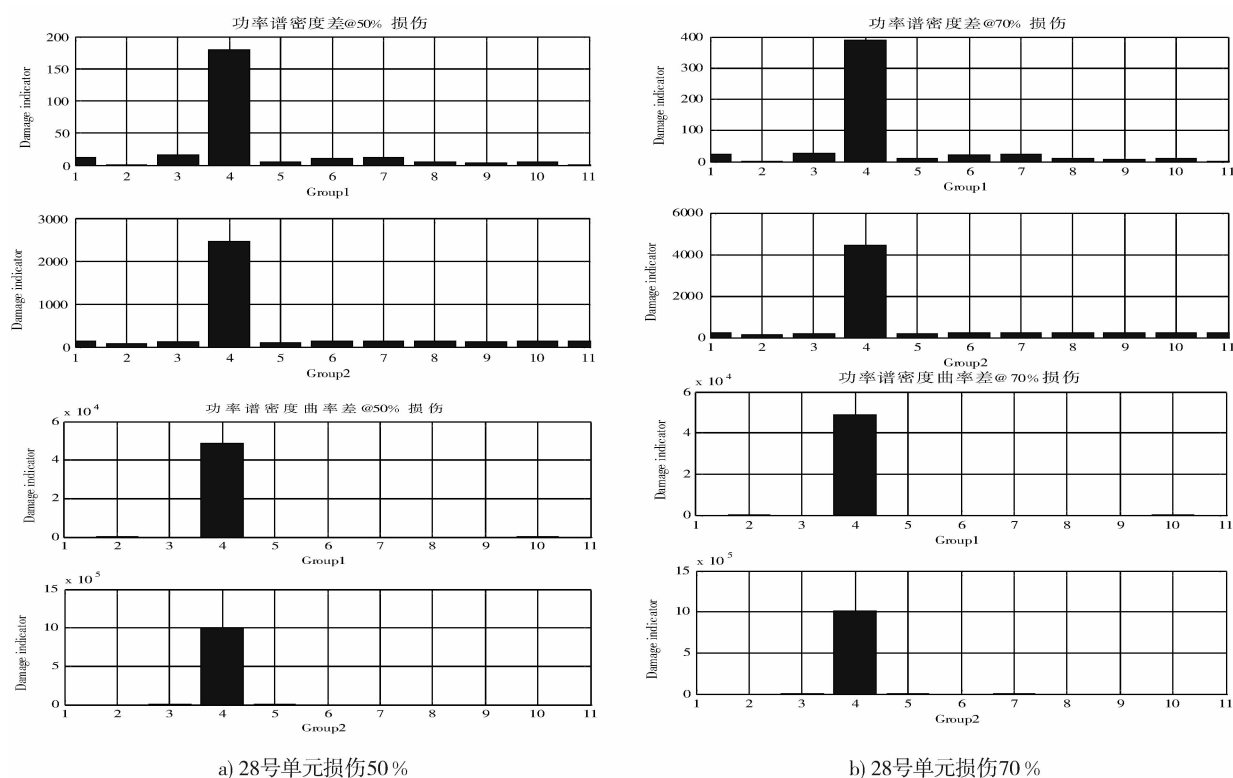 功率谱密度差@50% 损伤
200
150
100
50
0
Damage indicator
1 2 3 4 5 6 7 8 9 10 11
Group1
3000
2000
1000
0
Damage indicator
1 2 3 4 5 6 7 8 9 10 11
Group2
功率谱密度曲率差@50% 损伤
x 10^4
6
4
2
0
Damage indicator
1 2 3 4 5 6 7 8 9 10 11
Group1
x 10^5
15
10
5
0
Damage indicator
1 2 3 4 5 6 7 8 9 10 11
Group2
a) 28号单元损伤50%
功率谱密度差@70% 损伤
400
300
200
100
0
Damage indicator
1 2 3 4 5 6 7 8 9 10 11
Group1
6000
4000
2000
0
Damage indicator
1 2 3 4 5 6 7 8 9 10 11
Group2
功率谱密度曲率差@70%损伤
x 10^4
6
4
2
0
Damage indicator
1 2 3 4 5 6 7 8 9 10 11
Group1
x 10^5
15
10
5
0
Damage indicator
1 2 3 4 5 6 7 8 9 10 11
Group2
b) 28号单元损伤70%